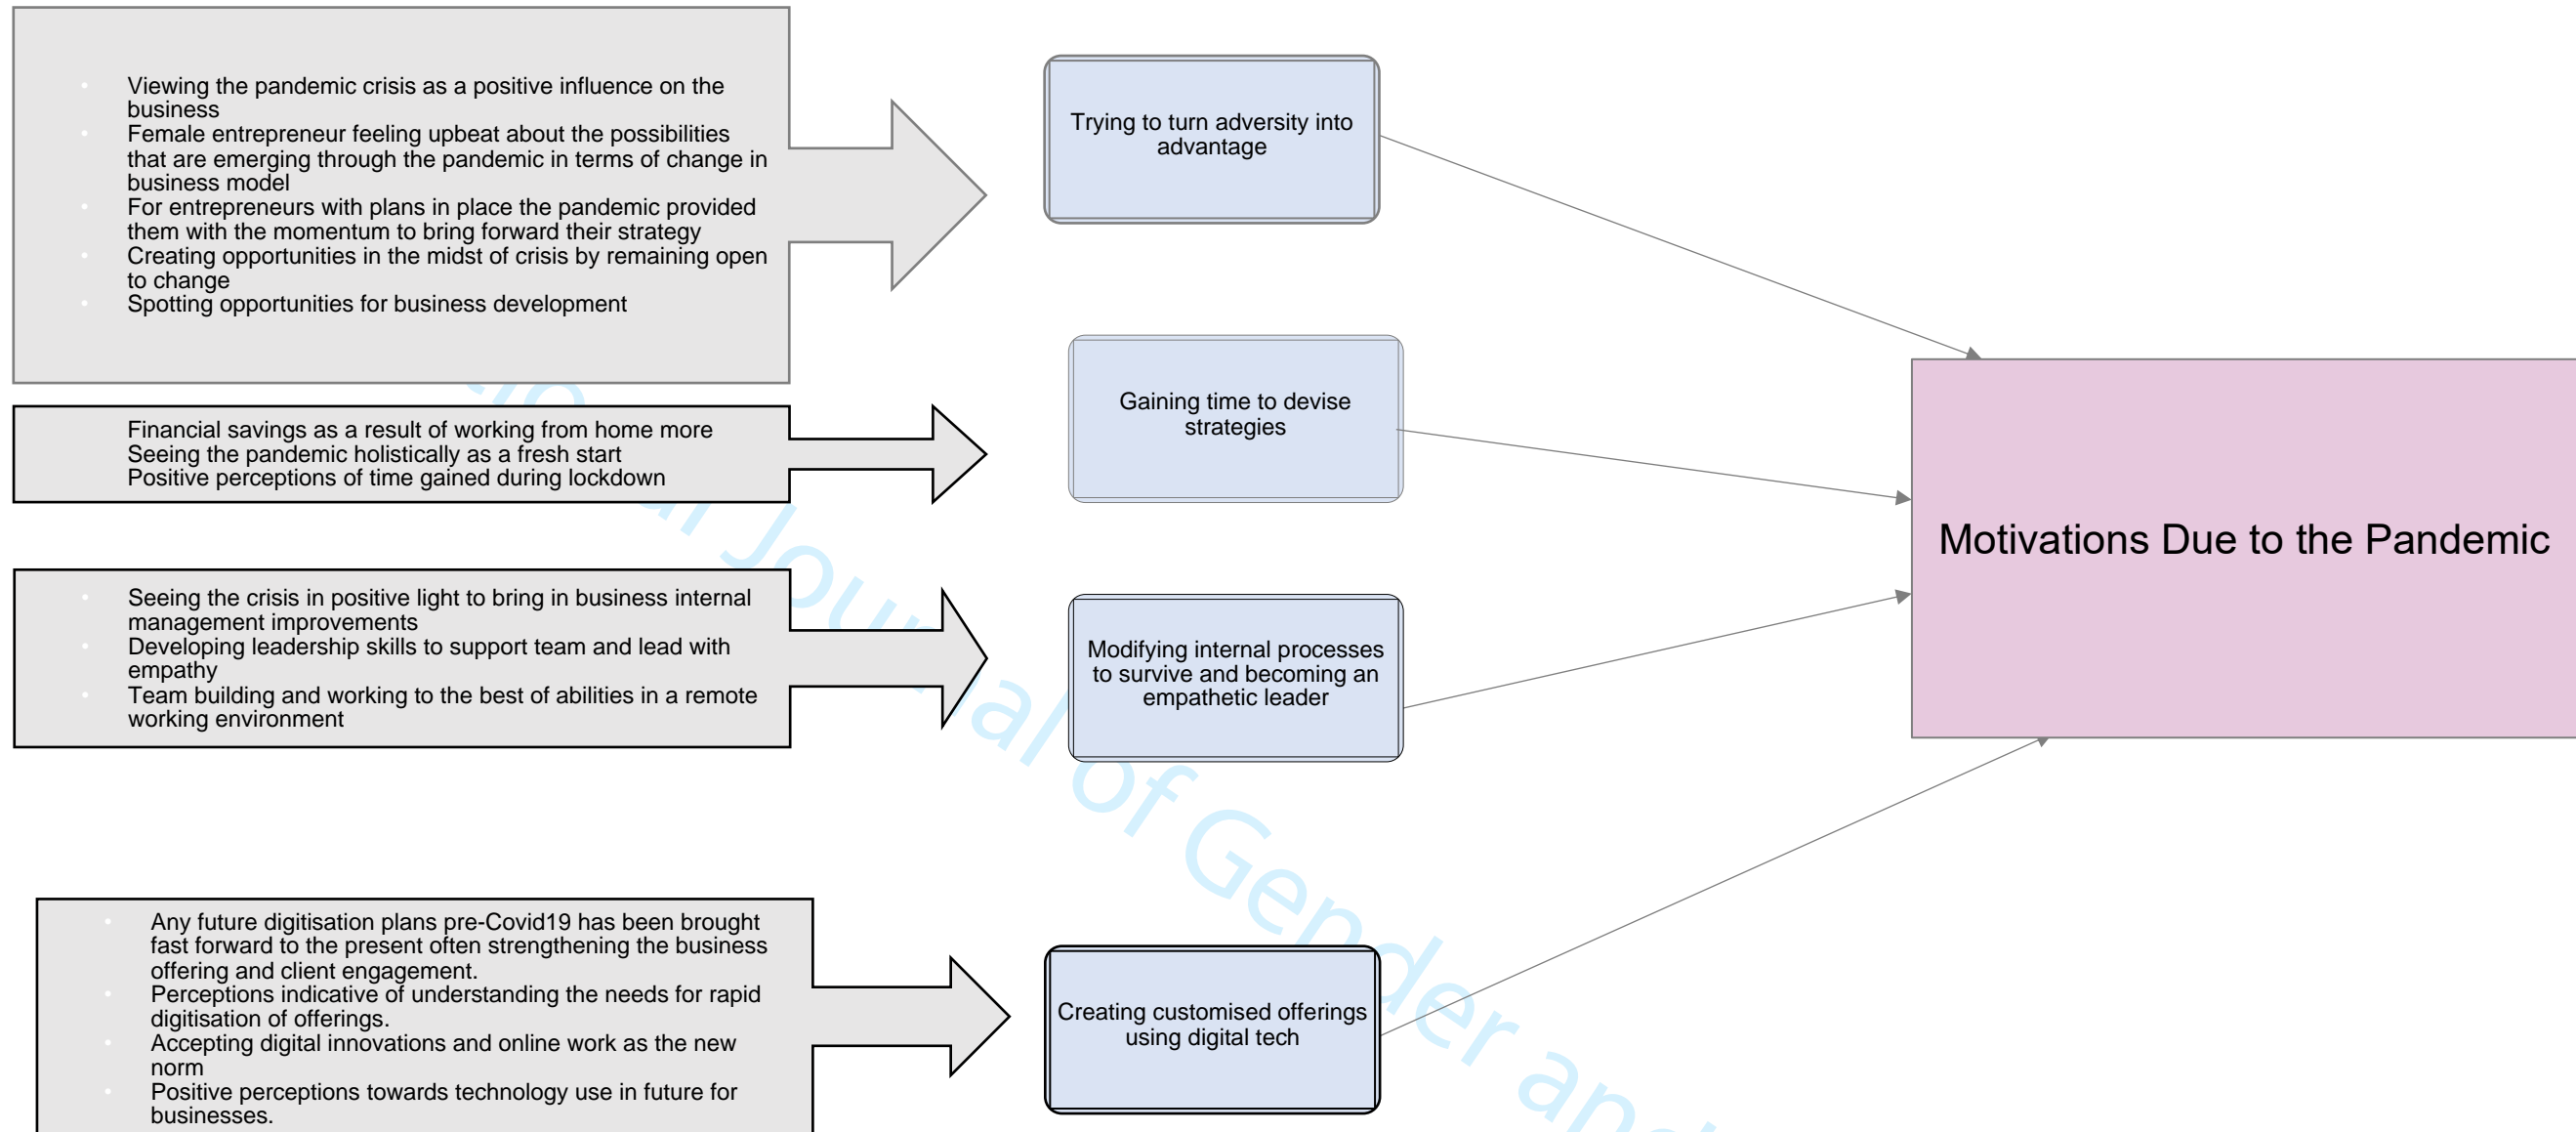 • Viewing the pandemic crisis as a positive influence on the
business
• Female entrepreneur feeling upbeat about the possibilities
that are emerging through the pandemic in terms of change in
business model
• For entrepreneurs with plans in place the pandemic provided
them with the momentum to bring forward their strategy
• Creating opportunities in the midst of crisis by remaining open
to change
• Spotting opportunities for business development
Trying to turn adversity into
advantage
Financial savings as a result of working from home more
Seeing the pandemic holistically as a fresh start
Positive perceptions of time gained during lockdown
Gaining time to devise
strategies
• Seeing the crisis in positive light to bring in business internal
management improvements
• Developing leadership skills to support team and lead with
empathy
• Team building and working to the best of abilities in a remote
working environment
Modifying internal processes
to survive and becoming an
empathetic leader
• Any future digitisation plans pre-Covid19 has been brought
fast forward to the present often strengthening the business
offering and client engagement.
• Perceptions indicative of understanding the needs for rapid
digitisation of offerings.
• Accepting digital innovations and online work as the new
norm
• Positive perceptions towards technology use in future for
businesses.
Creating customised offerings
using digital tech
Motivations Due to the Pandemic
Journal of Gender and